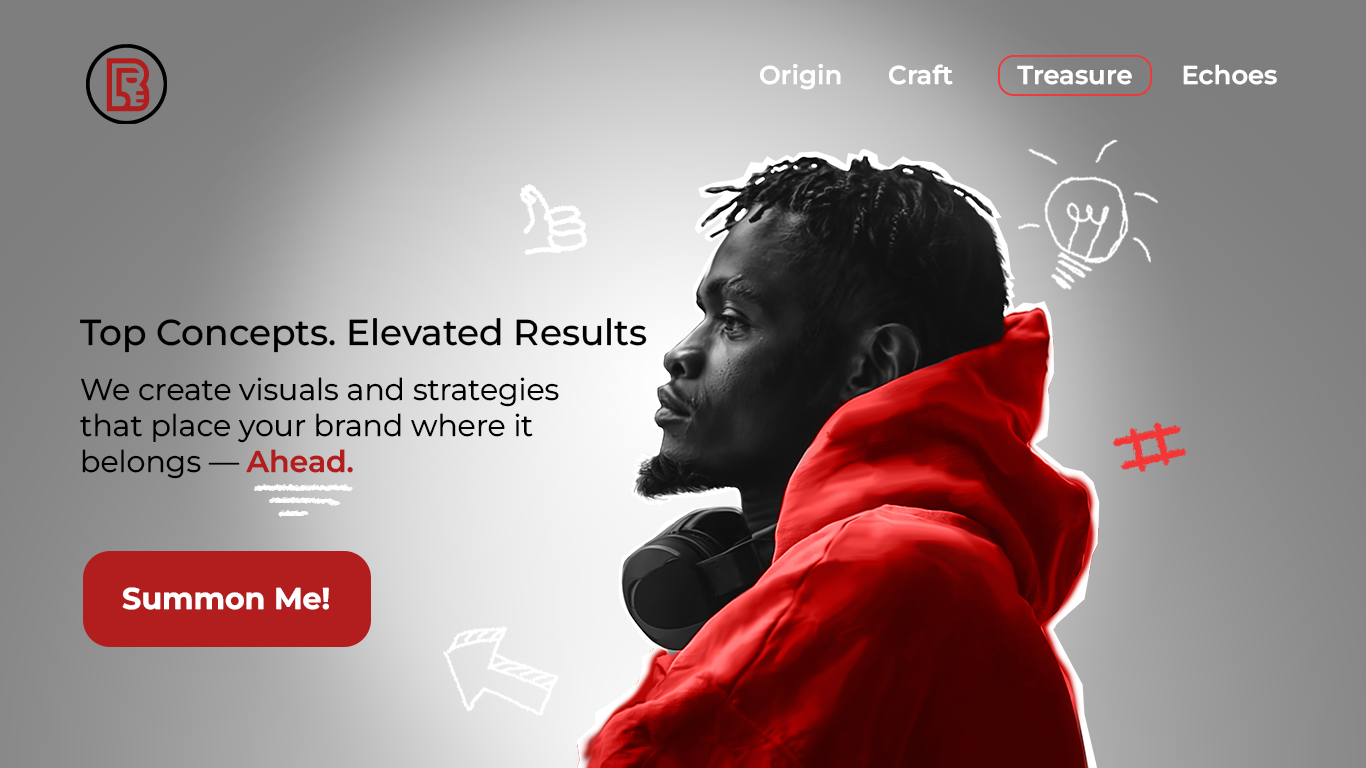 Origin
Craft
Treasure
Echoes
Top Concepts. Elevated Results
We create visuals and strategies
that place your brand where it
belongs — Ahead.
Summon Me!